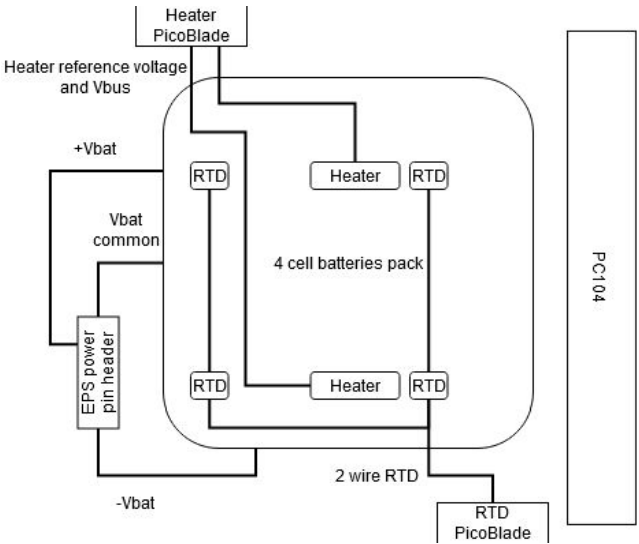 Heater
PicoBlade
Heater reference voltage
and Vbus
+Vbat
RTD
Heater
RTD
Vbat
common
4 cell batteries pack
PC104
EPS power
pin header
RTD
Heater
RTD
2 wire RTD
-Vbat
RTD
PicoBlade